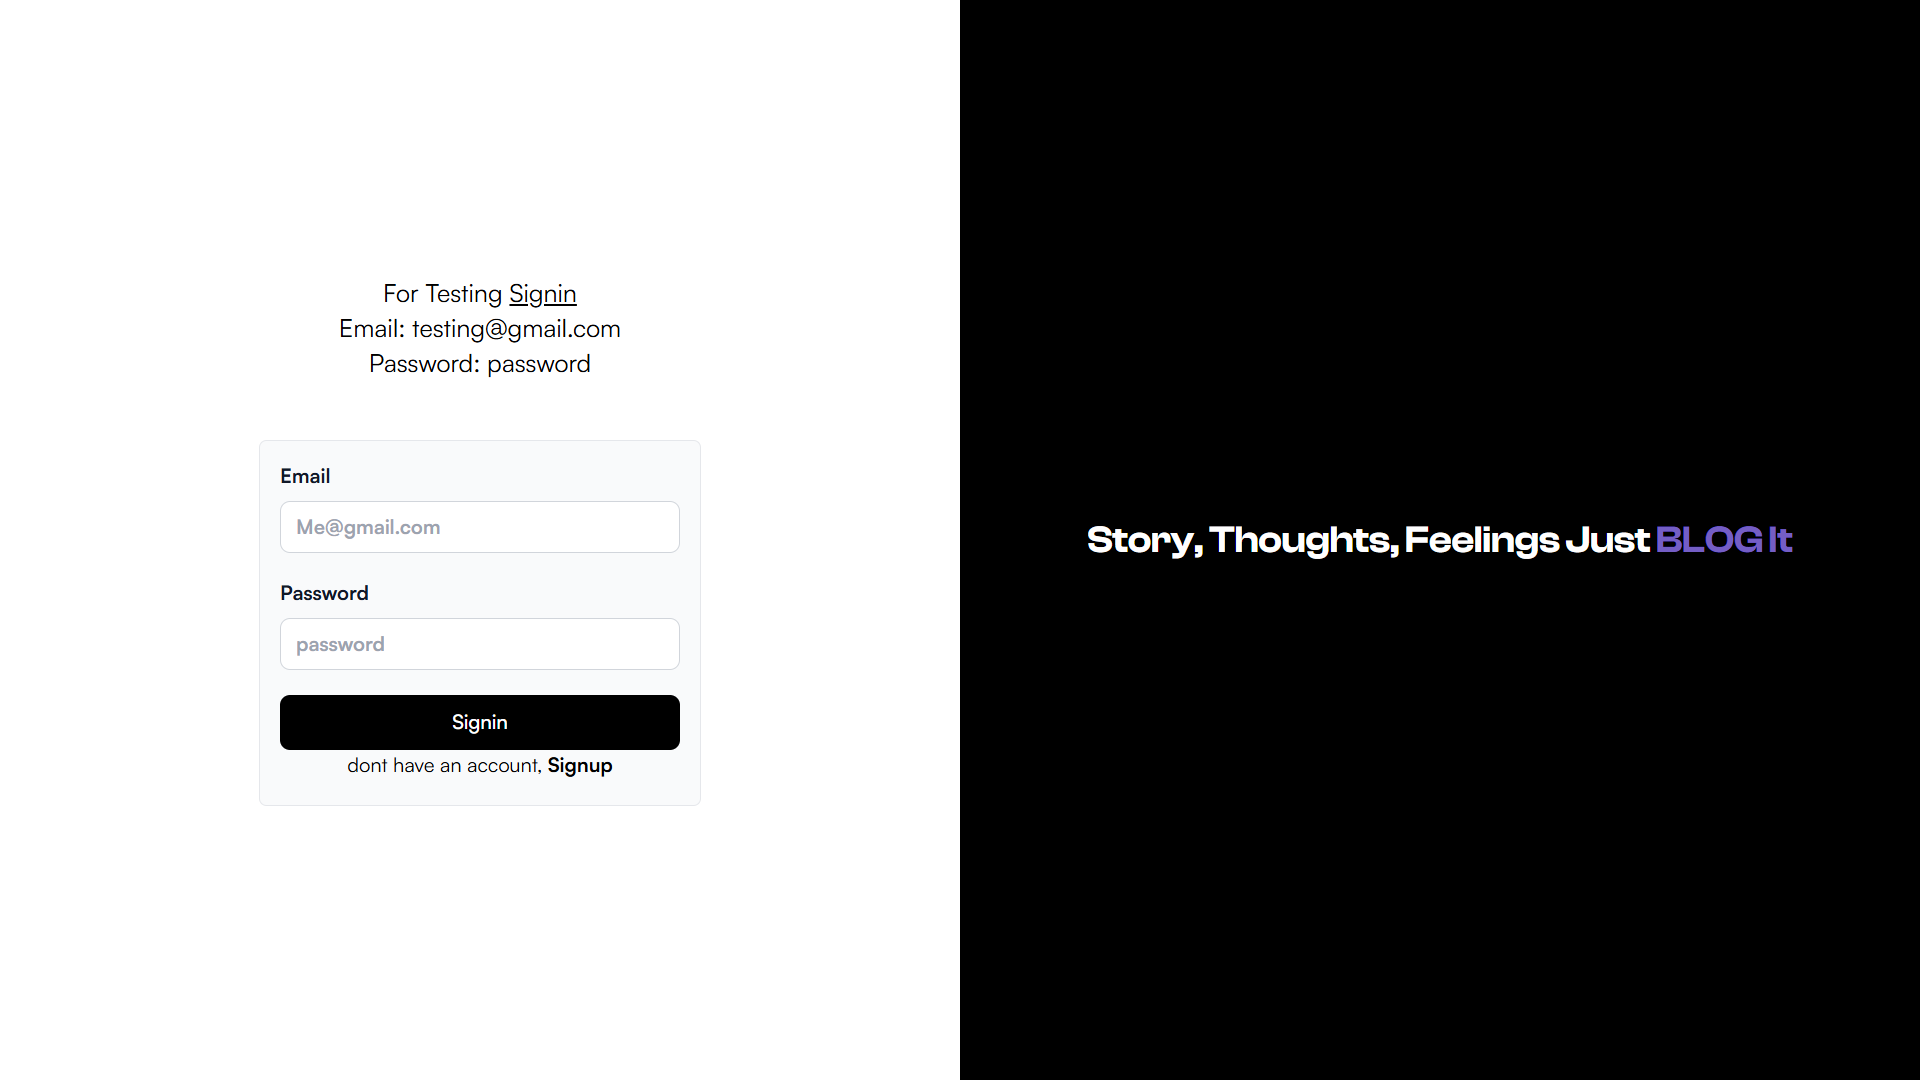 For Testing Signin
Email: testing@gmail.com
Password: password
Email
Me@gmail.com
Password
password
Signin
dont have an account, Signup
Story, Thoughts, Feelings Just BLOG It